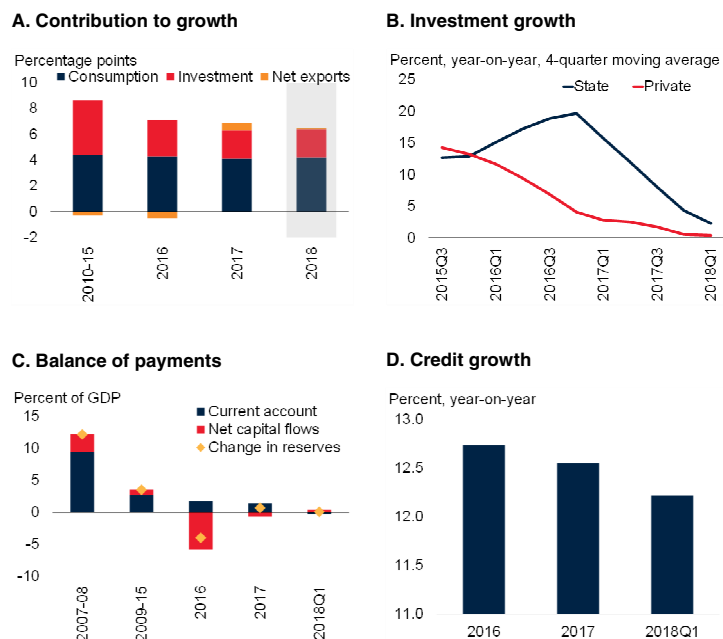 A. Contribution to growth
Percentage points
Consumption Investment Net exports
10
8
6
4
2
0
-2
2010-15
2016
2017
2018
B. Investment growth
Percent, year-on-year, 4-quarter moving average
State Private
25
20
15
10
5
0
2015Q3
2016Q1
2016Q3
2017Q1
2017Q3
2018Q1
C. Balance of payments
Percent of GDP
Current account
Net capital flows
Change in reserves
15
10
5
0
-5
-10
2007-08
2009-15
2016
2017
2018Q1
D. Credit growth
Percent, year-on-year
13.0
12.5
12.0
11.5
11.0
2016
2017
2018Q1